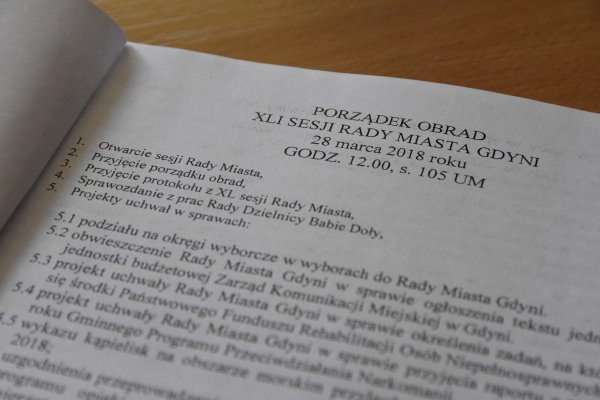 PORZĄDEK OBRAD
XLI SESJI RADY MIASTA GDYNI
28 marca 2018 roku
GODZ. 12.00, s. 105 UM
1. Otwarcie sesji Rady Miasta,
2. Przyjęcie porządku obrad,
3. Przyjęcie protokołu z XL sesji Rady Miasta,
4. Sprawozdanie z prac Rady Dzielnicy Babie Doły,
5. Projekty uchwał w sprawach:
5.1 podziału na okręgi wyborcze w wyborach do Rady Miasta Gdyni.
5.2 obwieszczenie Rady Miasta Gdyni w sprawie ogłoszenia tekstu jedn
jednostki budżetowej Zarząd Komunikacji Miejskiej w Gdyni.
5.3 projekt uchwały Rady Miasta Gdyni w sprawie określenia zadań, na któ
się środki Państwowego Funduszu Rehabilitacji Osób Niepełnosprawnych
5.4 projekt uchwały Rady Miasta Gdyni w sprawie przyjęcia raportu z
roku Gminnego Programu Przeciwdziałania Narkomanii.
5.5 wykazu kąpielisk na obszarze morskim
2018;
uzgodnienia
programu